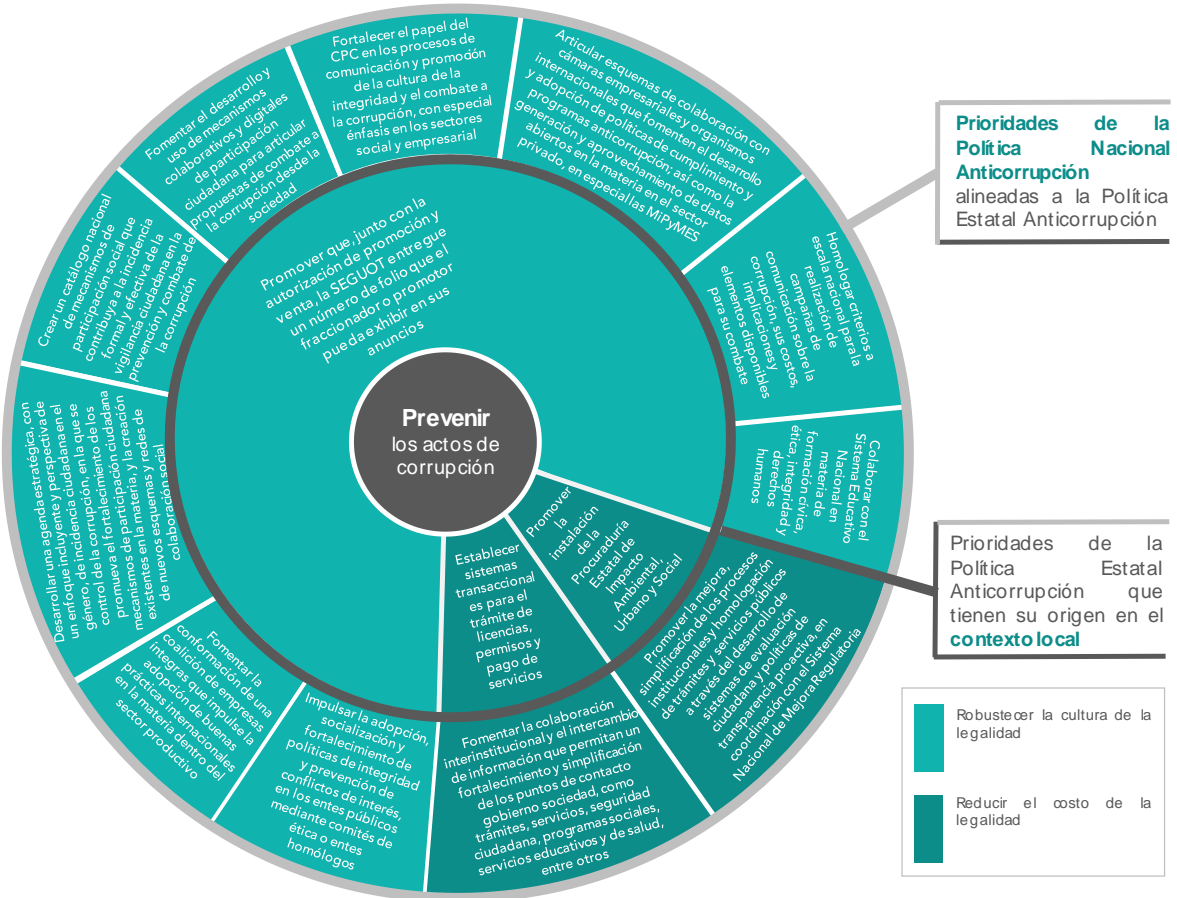 Fortalecer el papel del
CPC en los procesos de
comunicación y promoción
de la cultura de la
integridad y el combate a
la corrupción, con especial
énfasis en los sectores
social y empresarial
Articular esquemas de colaboración con
cámaras empresariales y organismos
internacionales que fomenten el desarrollo
y adopción de políticas de cumplimiento y
programas anticorrupción, así como la
generación y aprovechamiento de datos
abiertos en la materia en el sector
privado, en especial las MiPyMES
Homologar criterios a
escala nacional para la
realización de
campañas de
comunicación sobre la
corrupción, sus costos,
implicaciones y
elementos disponibles
para su combate
Colaborar con el
Sistema Educativo
Nacional en
materia de
formación cívica,
ética, integridad y
derechos
humanos
Promover la mejora,
simplificación de los procesos
institucionales y homologación
de trámites y servicios públicos
a través del desarrollo de
sistemas de evaluación
ciudadana y políticas de
transparencia proactiva, en
coordinación con el Sistema
Nacional de Mejora Regulatoria
Fomentar la colaboración
interinstitucional y el intercambio
de información que permitan un
fortalecimiento y simplificación
de los puntos de contacto
gobierno sociedad, como
trámites, servicios, seguridad
ciudadana, programas sociales,
servicios educativos y de salud,
entre otros
Impulsar la adopción,
socialización y
fortalecimiento de
políticas de integridad
y prevención de
conflictos de interés,
en los entes públicos
mediante comités de
ética o entes
homólogos
Fomentar la
conformación de una
coalición de empresas
íntegras que impulse la
adopción de buenas
prácticas internacionales
en la materia dentro del
sector productivo
Desarrollar una agenda estratégica, con
un enfoque incluyente y perspectiva de
género, de incidencia ciudadana en el
control de la corrupción, en la que se
promueva el fortalecimiento de los
mecanismos de participación ciudadana
existentes en la materia, y la creación
de nuevos esquemas y redes de
colaboración social
Crear un catálogo nacional
de mecanismos de
participación social que
contribuya a la incidencia
formal y efectiva de la
vigilancia ciudadana en la
prevención y combate de
la corrupción
Fomentar el desarrollo y
uso de mecanismos
colaborativos y digitales
de participación
ciudadana para articular
propuestas de combate a
la corrupción desde la
sociedad
Promover que, junto con la
autorización de promoción y
venta, la SEGUOT entregue
un número de folio que el
fraccionador o promotor
pueda exhibir en sus
anuncios
Promover
la
instalación
de la
Procuraduría
Estatal de
Impacto
Ambiental,
Urbano y Social
Establecer
sistemas
transaccional
es para el
trámite de
licencias,
permisos y
pago de
servicios
Prevenir
los actos de
corrupción
Prioridades de la
Política Nacional
Anticorrupción
alineadas a la Política
Estatal Anticorrupción
Prioridades de la
Política Estatal
Anticorrupción que
tienen su origen en el
contexto local
Robustecer la cultura de la
legalidad
Reducir el costo de la
legalidad